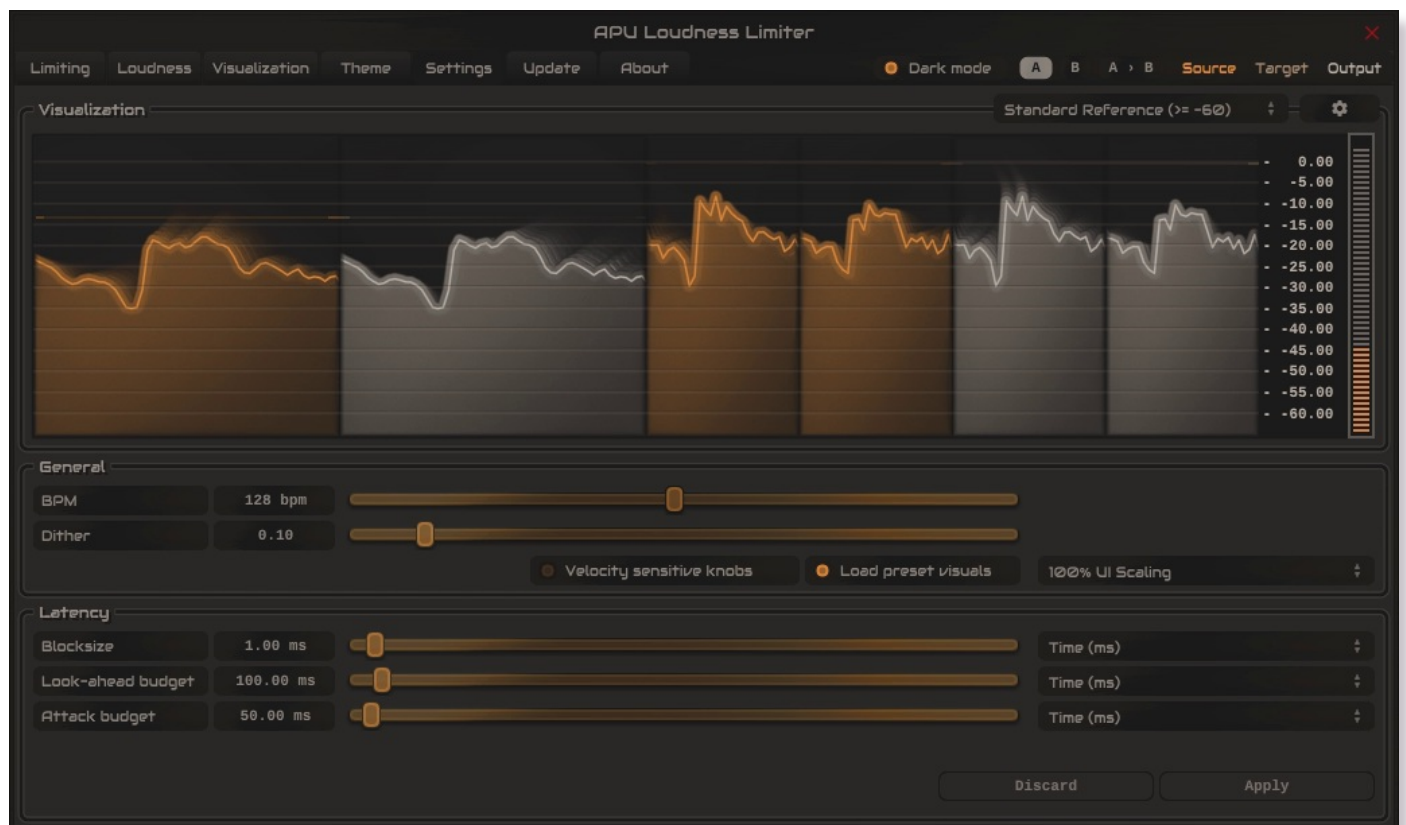 APU Loudness Limiter
Limiting Loudness Visualization Theme Settings Update About Dark mode A B A › B Source Target Output
Visualization Standard Reference (>= -60)
- 0.00
- -5.00
- -10.00
- -15.00
- -20.00
- -25.00
- -30.00
- -35.00
- -40.00
- -45.00
- -50.00
- -55.00
- -60.00
General
BPM 128 bpm
Dither 0.10
Velocity sensitive knobs Load preset visuals 100% UI Scaling
Latency
Blocksize 1.00 ms Time (ms)
Look-ahead budget 100.00 ms Time (ms)
Attack budget 50.00 ms Time (ms)
Discard Apply